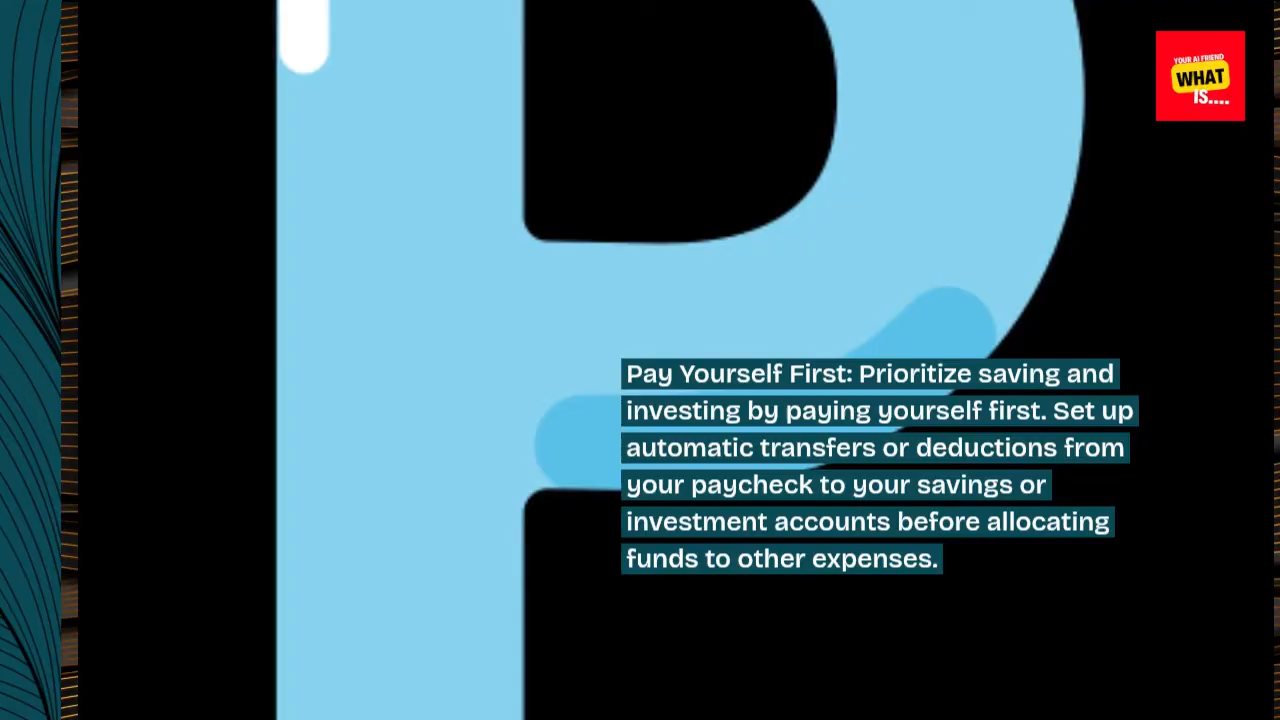 YOUR AI FRIEND
WHAT
IS....
P
Pay Yourself First: Prioritize saving and
investing by paying yourself first. Set up
automatic transfers or deductions from
your paycheck to your savings or
investment accounts before allocating
funds to other expenses.